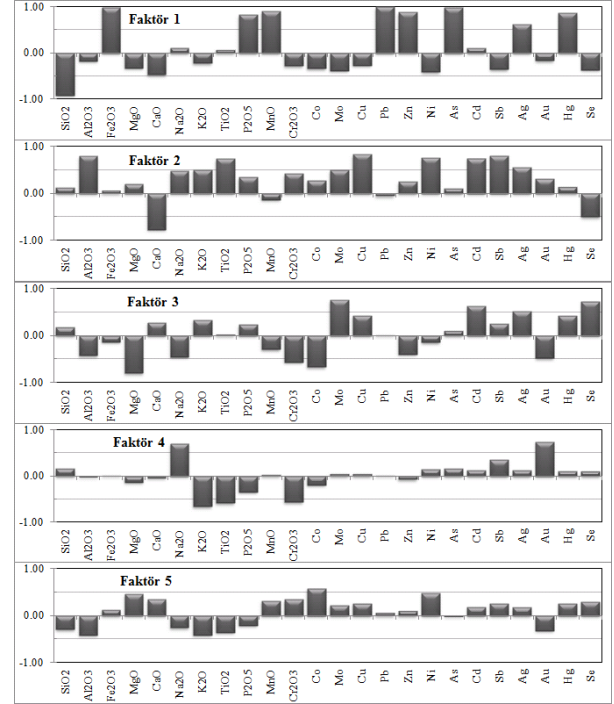 Faktör 1
1.00
0.00
-1.00
SiO2 Al2O3 Fe2O3 MgO CaO Na2O K2O TiO2 P2O5 MnO Cr2O3 Co Mo Cu Pb Zn Ni As Cd Sb Ag Au Hg Se
Faktör 2
1.00
0.00
-1.00
SiO2 Al2O3 Fe2O3 MgO CaO Na2O K2O TiO2 P2O5 MnO Cr2O3 Co Mo Cu Pb Zn Ni As Cd Sb Ag Au Hg Se
Faktör 3
1.00
0.00
-1.00
SiO2 Al2O3 Fe2O3 MgO CaO Na2O K2O TiO2 P2O5 MnO Cr2O3 Co Mo Cu Pb Zn Ni As Cd Sb Ag Au Hg Se
Faktör 4
1.00
0.00
-1.00
SiO2 Al2O3 Fe2O3 MgO CaO Na2O K2O TiO2 P2O5 MnO Cr2O3 Co Mo Cu Pb Zn Ni As Cd Sb Ag Au Hg Se
Faktör 5
1.00
0.00
-1.00
SiO2 Al2O3 Fe2O3 MgO CaO Na2O K2O TiO2 P2O5 MnO Cr2O3 Co Mo Cu Pb Zn Ni As Cd Sb Ag Au Hg Se